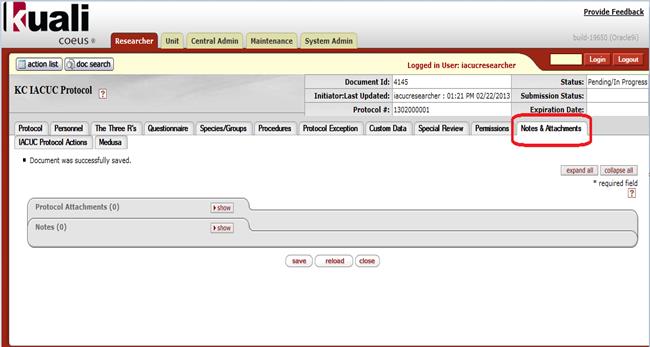 Kuali
coeus ®
Provide Feedback
build-19650 (Oracle9i)
Researcher Unit Central Admin Maintenance System Admin
action list doc search Logged in User: iacucresearcher Login Logout
KC IACUC Protocol ?
Document Id: 4145 Status: Pending/In Progress
Initiator:Last Updated: iacucresearcher : 01:21 PM 02/22/2013 Submission Status:
Protocol #: 1302000001 Expiration Date:
Protocol Personnel The Three R's Questionnaire Species/Groups Procedures Protocol Exception Custom Data Special Review Permissions Notes & Attachments
IACUC Protocol Actions Medusa
Document was successfully saved.
expand all collapse all
* required field
?
Protocol Attachments (0) show
Notes (0) show
save reload close